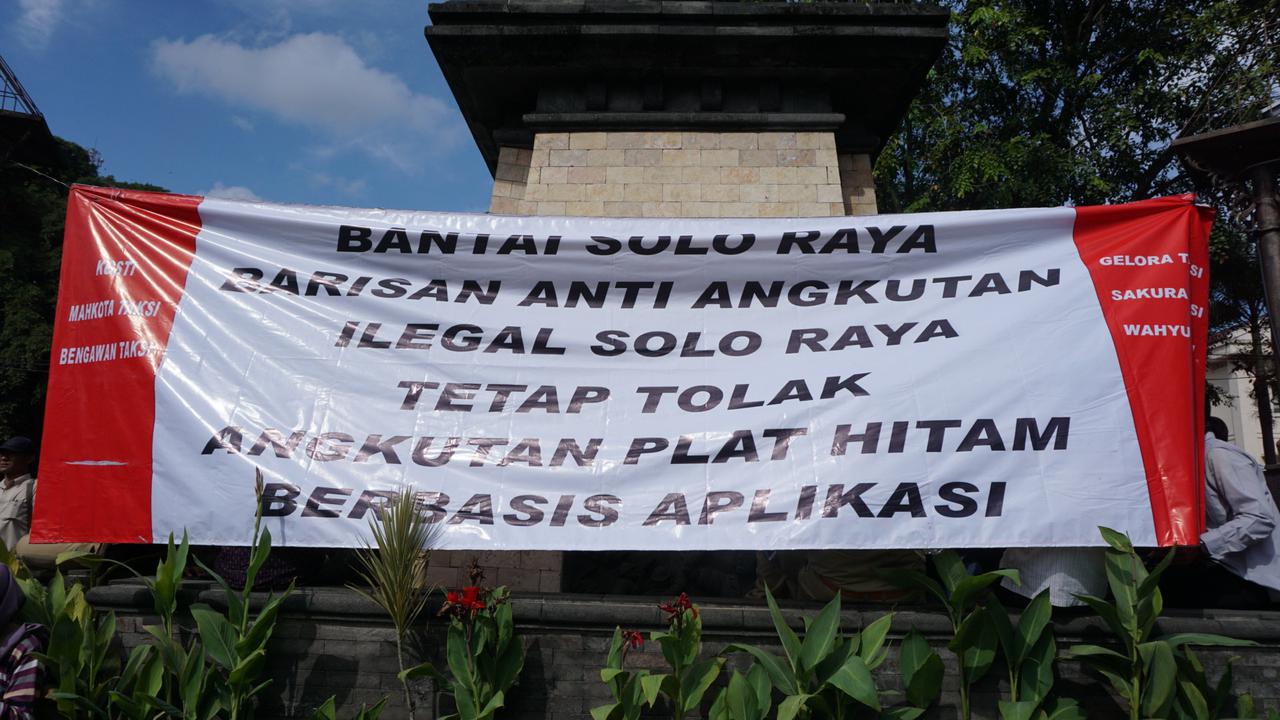 BANTAI SOLO RAYA
BARISAN ANTI ANGKUTAN
ILEGAL SOLO RAYA
TETAP TOLAK
ANGKUTAN PLAT HITAM
BERBASIS APLIKASI
KOSTI
MAHKOTA TAKSI
BENGAWAN TAKSI
GELORA
SAKURA
WAHYU